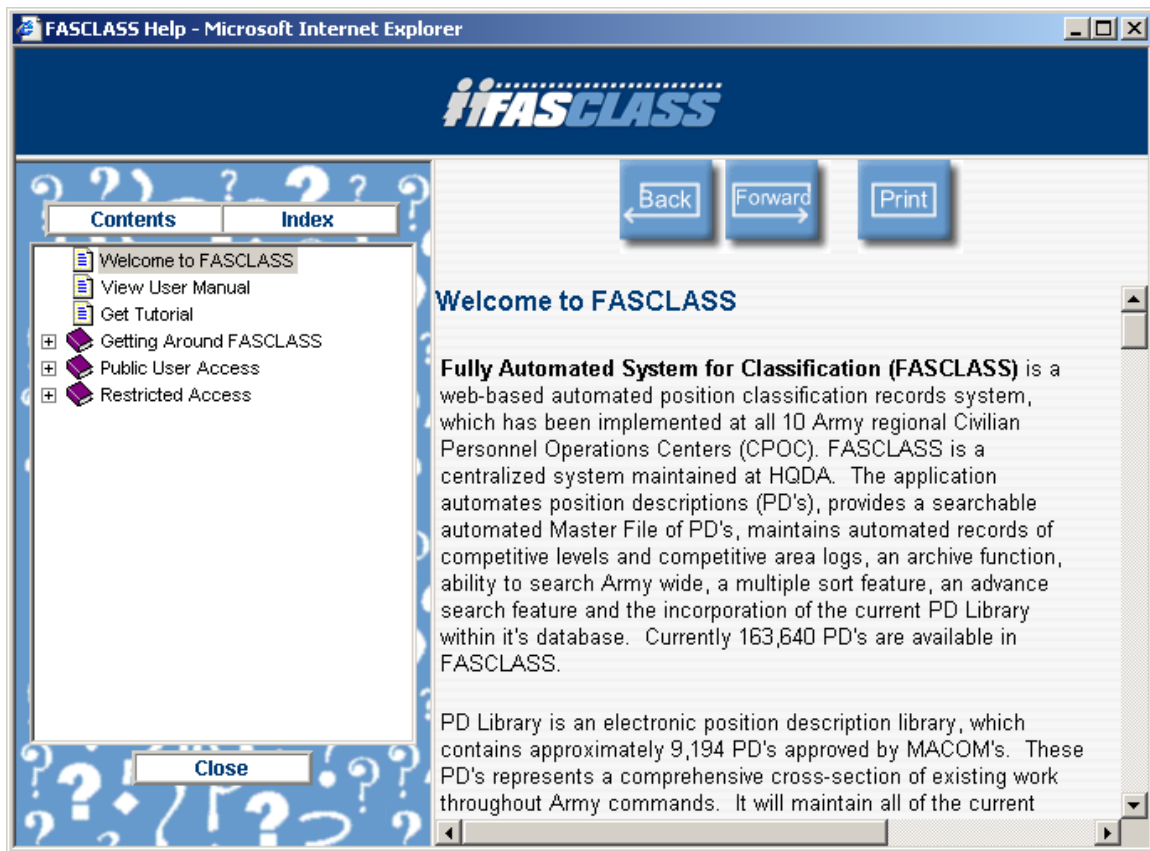 FASCLASS Help - Microsoft Internet Explorer
FASCLASS
Contents
Index
Welcome to FASCLASS
View User Manual
Get Tutorial
Getting Around FASCLASS
Public User Access
Restricted Access
Close
Back
Forward
Print
Welcome to FASCLASS
Fully Automated System for Classification (FASCLASS) is a
web-based automated position classification records system,
which has been implemented at all 10 Army regional Civilian
Personnel Operations Centers (CPOC). FASCLASS is a
centralized system maintained at HQDA. The application
automates position descriptions (PD's), provides a searchable
automated Master File of PD's, maintains automated records of
competitive levels and competitive area logs, an archive function,
ability to search Army wide, a multiple sort feature, an advance
search feature and the incorporation of the current PD Library
within it's database. Currently 163,640 PD's are available in
FASCLASS.
PD Library is an electronic position description library, which
contains approximately 9,194 PD's approved by MACOM's. These
PD's represents a comprehensive cross-section of existing work
throughout Army commands. It will maintain all of the current